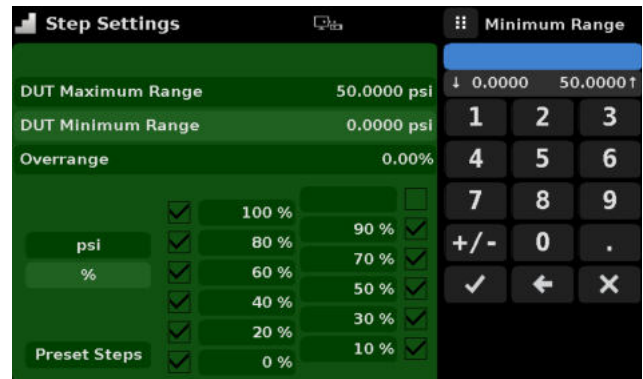 Step Settings
Minimum Range
DUT Maximum Range 50.0000 psi
↓ 0.0000 50.0000↑
DUT Minimum Range 0.0000 psi
Overrange 0.00%
1 2 3
4 5 6
7 8 9
+/- 0 .
100 %
90 %
psi
80 %
70 %
%
60 %
50 %
40 %
30 %
20 %
10 %
Preset Steps
0 %